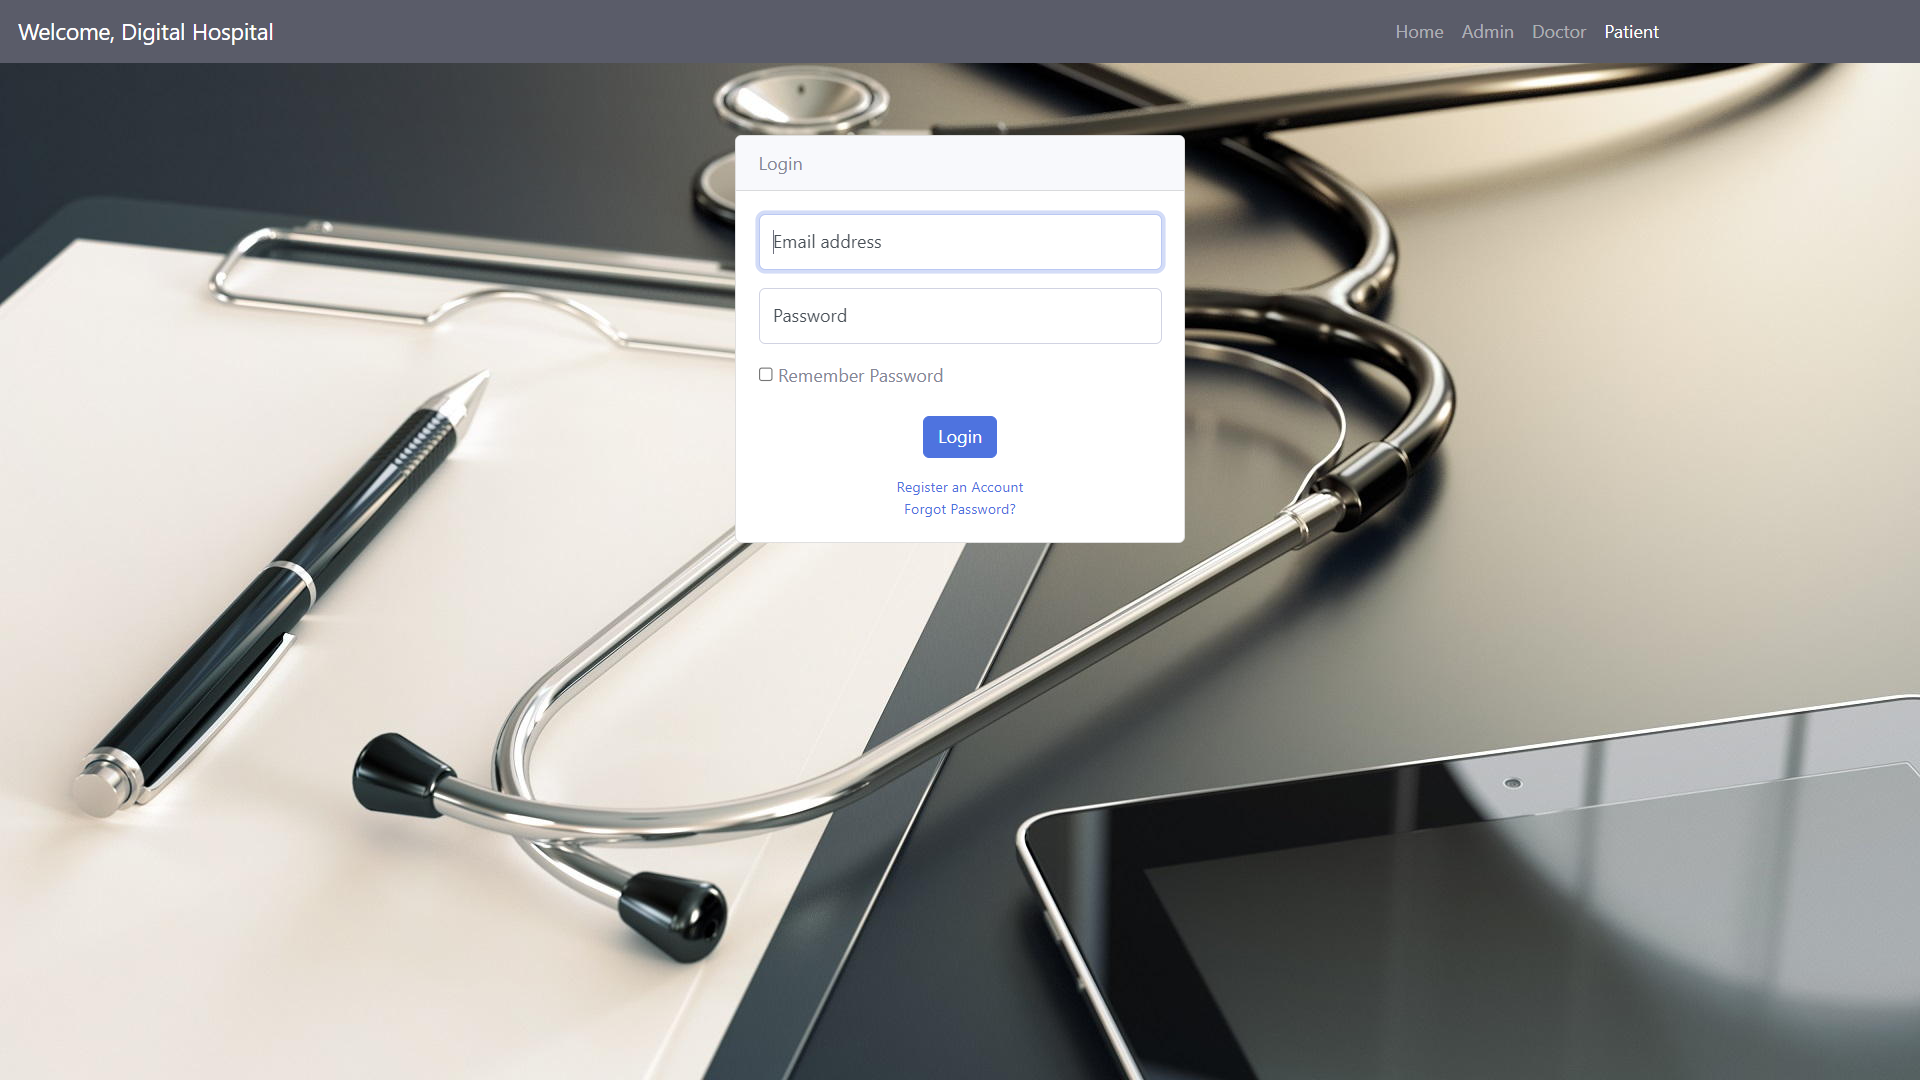 Welcome, Digital Hospital
Home Admin Doctor Patient
Login
Email address
Password
Remember Password
Login
Register an Account
Forgot Password?